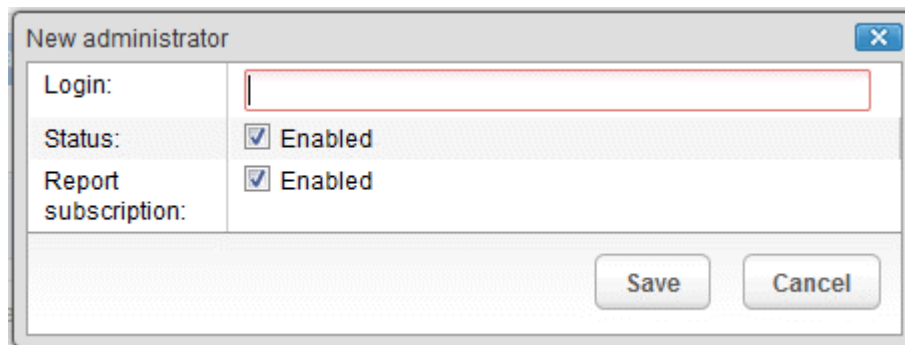 New administrator
Login:
Status: Enabled
Report subscription: Enabled
Save Cancel